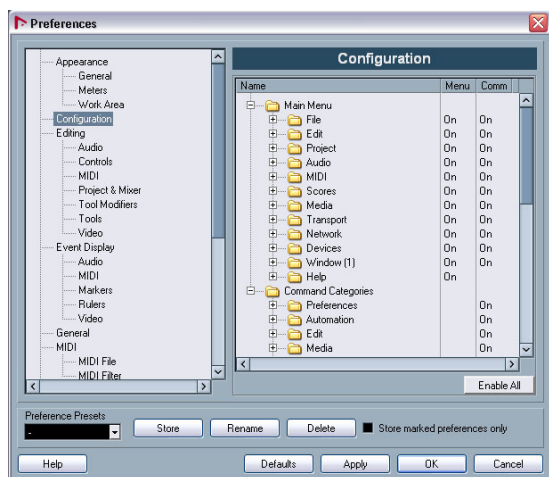 Preferences
Appearance
General
Meters
Work Area
Configuration
Editing
Audio
Controls
MIDI
Project & Mixer
Tool Modifiers
Tools
Video
Event Display
Audio
MIDI
Markers
Rulers
Video
General
MIDI
MIDI File
MIDI Filter
Configuration
Name Menu Comm
Main Menu
File On On
Edit On On
Project On On
Audio On On
MIDI On On
Scores On On
Media On On
Transport On On
Network On On
Devices On On
Window (1) On On
Help On
Command Categories
Preferences On
Automation On
Edit On
Media On
Enable All
Preference Presets
-
Store Rename Delete Store marked preferences only
Help Defaults Apply OK Cancel